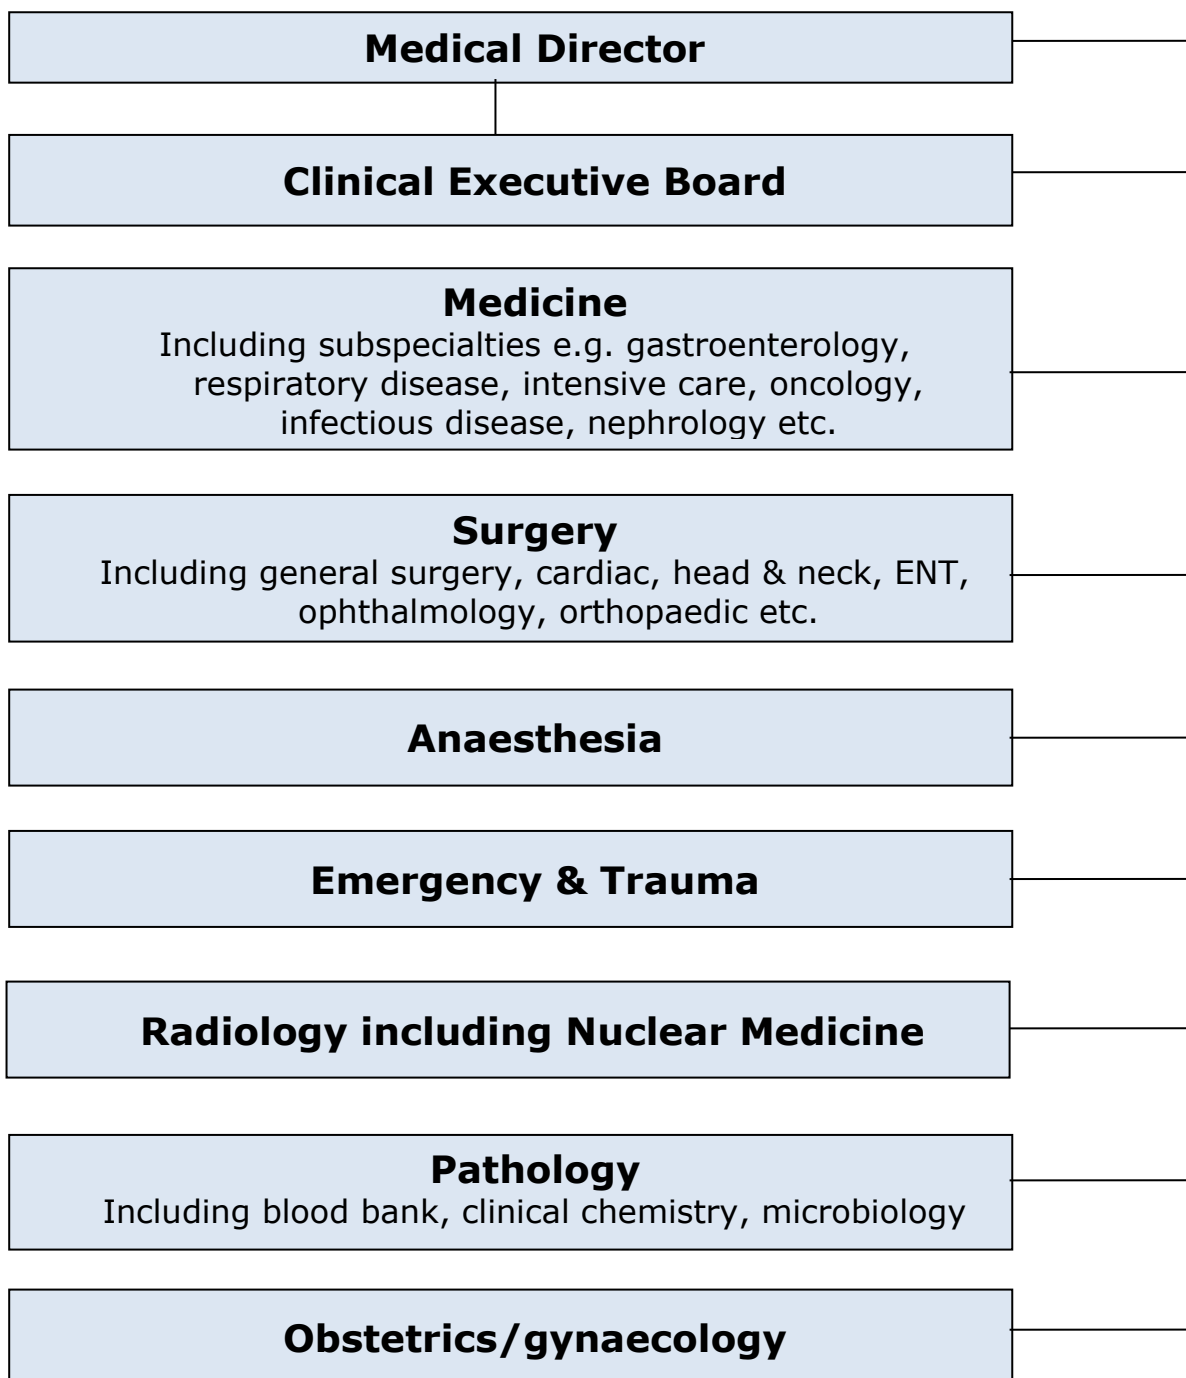 Medical Director
Clinical Executive Board
Medicine
Including subspecialties e.g. gastroenterology,
respiratory disease, intensive care, oncology,
infectious disease, nephrology etc.
Surgery
Including general surgery, cardiac, head & neck, ENT,
ophthalmology, orthopaedic etc.
Anaesthesia
Emergency & Trauma
Radiology including Nuclear Medicine
Pathology
Including blood bank, clinical chemistry, microbiology
Obstetrics/gynaecology